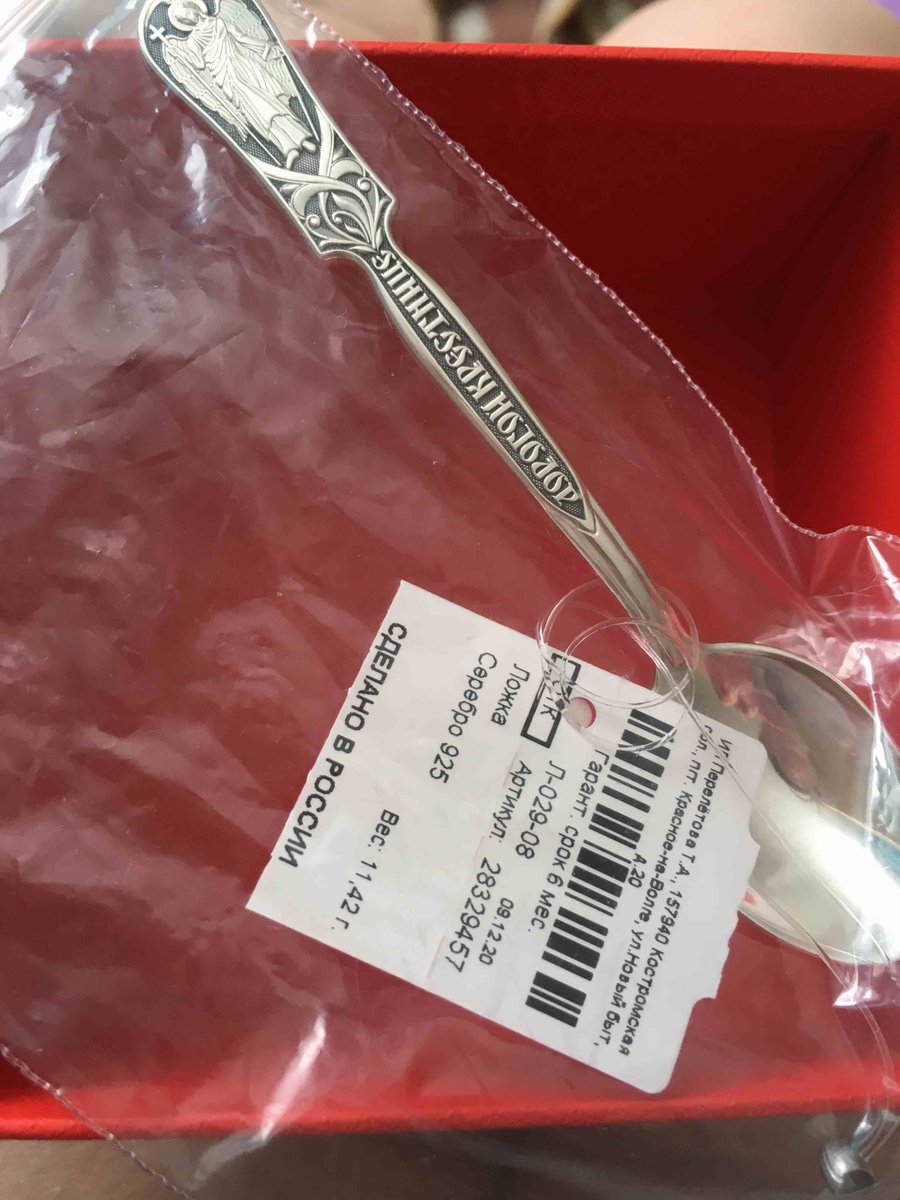 ДОРОГОЙ КРЕСТНИЦЕ
ИП Перелётова Т.А., 157940 Костромская
обл., пгт. Красное-на-Волге, ул.Новый быт,
д.20
Гарант. срок 6 мес.
Л-029-08
09.12.20
Ложка
Артикул: 28329457
Серебро 925
Вес: 11.42 г.
СДЕЛАНО В РОССИИ